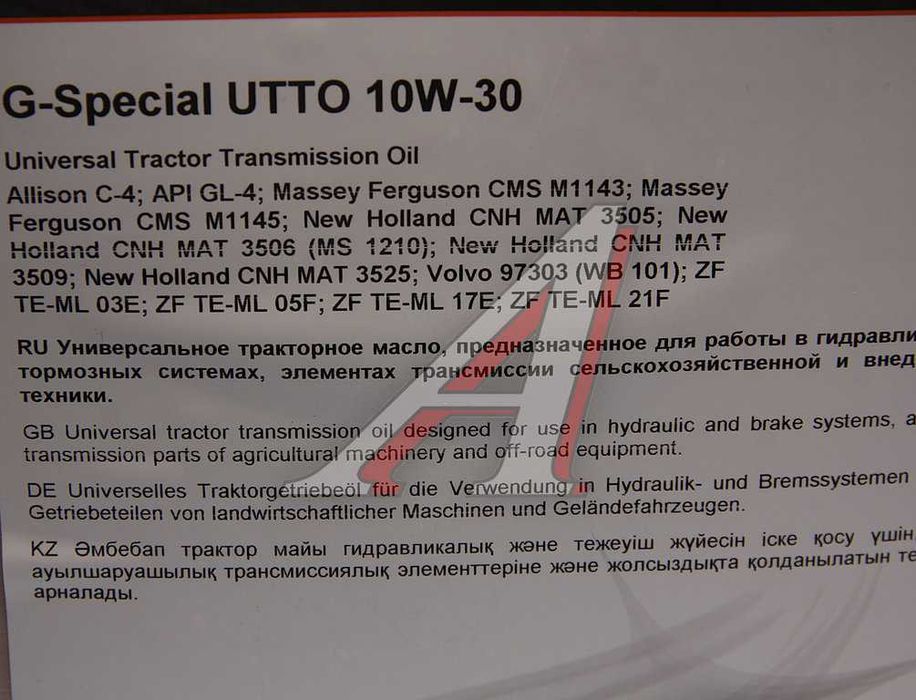 G-Special UTTO 10W-30
Universal Tractor Transmission Oil
Allison C-4; API GL-4; Massey Ferguson CMS M1143; Massey
Ferguson CMS M1145; New Holland CNH MAT 3505; New
Holland CNH MAT 3506 (MS 1210); New Holland CNH MAT
3509; New Holland CNH MAT 3525; Volvo 97303 (WB 101); ZF
TE-ML 03E; ZF TE-ML 05F; ZF TE-ML 17E; ZF TE-ML 21F
RU Универсальное тракторное масло, предназначенное для работы в
тормозных системах, элементах трансмиссии сельскохозяйственной и
техники.
GB Universal tractor transmission oil designed for use in hydraulic and brake systems,
transmission parts of agricultural machinery and off-road equipment.
DE Universelles Traktorgetriebeöl für die Verwendung in Hydraulik- und Bremssystemen
Getriebeteilen von landwirtschaftlicher Maschinen und Geländefahrzeugen.
KZ Әмбебап трактор майы гидравликалық және тежеуіш жүйесін іске қосу үшін
ауылшаруашылық трансмиссиялық элементтеріне және жолсыздықта қолданылатын
арналады.